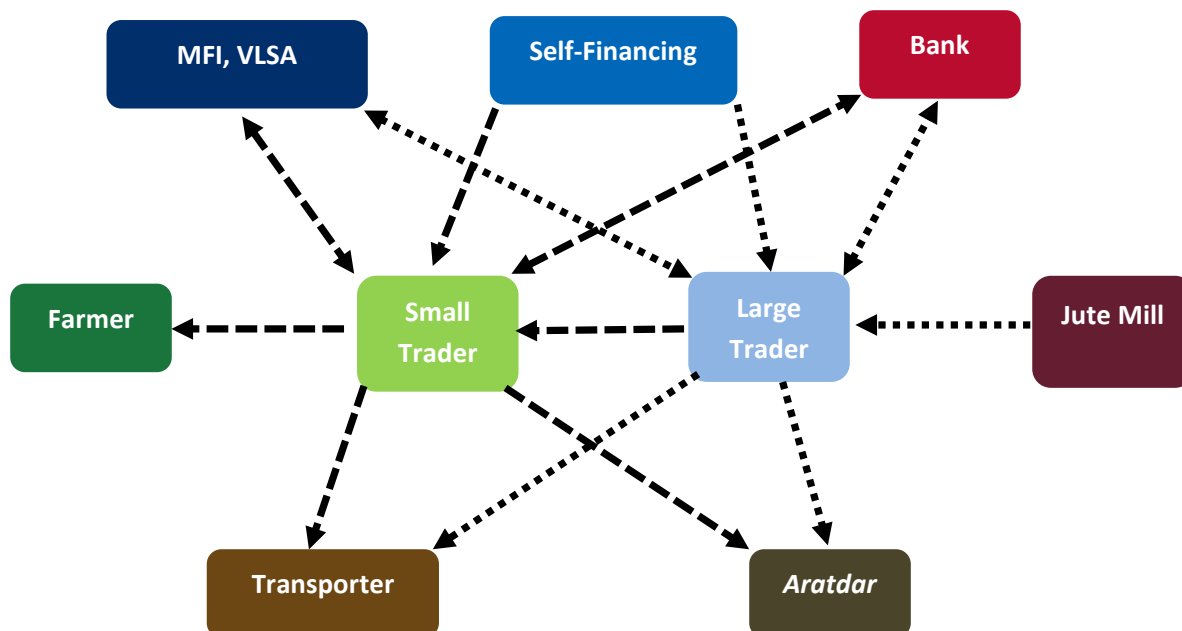 MFI, VLSA
Self-Financing
Bank
Farmer
Small
Trader
Large
Trader
Jute Mill
Transporter
Aratdar